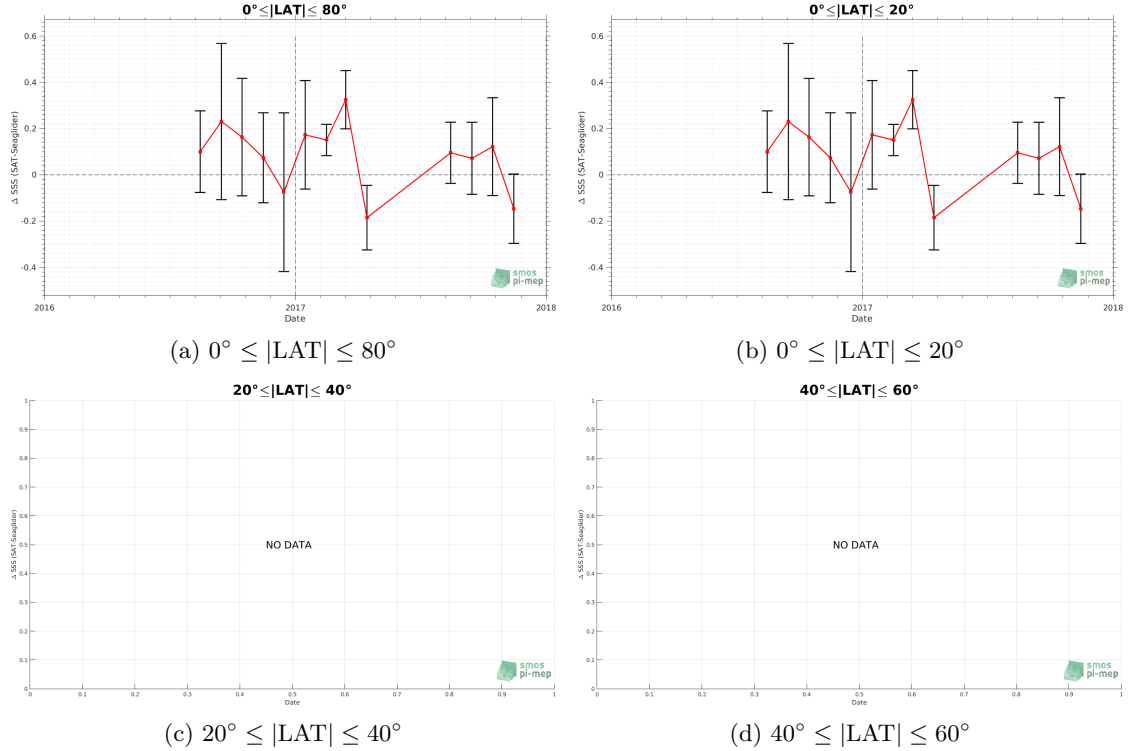 0°≤|LAT|≤ 80°
0.6
0.4
0.2
0
-0.2
-0.4
Δ SSS (SAT-Seaglider)
2016
2017
2018
Date
smos
pi-mep
(a) 0° ≤ |LAT| ≤ 80°
0°≤|LAT|≤ 20°
0.6
0.4
0.2
0
-0.2
-0.4
Δ SSS (SAT-Seaglider)
2016
2017
2018
Date
smos
pi-mep
(b) 0° ≤ |LAT| ≤ 20°
20°≤|LAT|≤ 40°
1
0.9
0.8
0.7
0.6
0.5
0.4
0.3
0.2
0.1
0
Δ SSS (SAT-Seaglider)
NO DATA
0 0.1 0.2 0.3 0.4 0.5 0.6 0.7 0.8 0.9 1
Date
smos
pi-mep
(c) 20° ≤ |LAT| ≤ 40°
40°≤|LAT|≤ 60°
1
0.9
0.8
0.7
0.6
0.5
0.4
0.3
0.2
0.1
0
Δ SSS (SAT-Seaglider)
NO DATA
0 0.1 0.2 0.3 0.4 0.5 0.6 0.7 0.8 0.9 1
Date
smos
pi-mep
(d) 40° ≤ |LAT| ≤ 60°